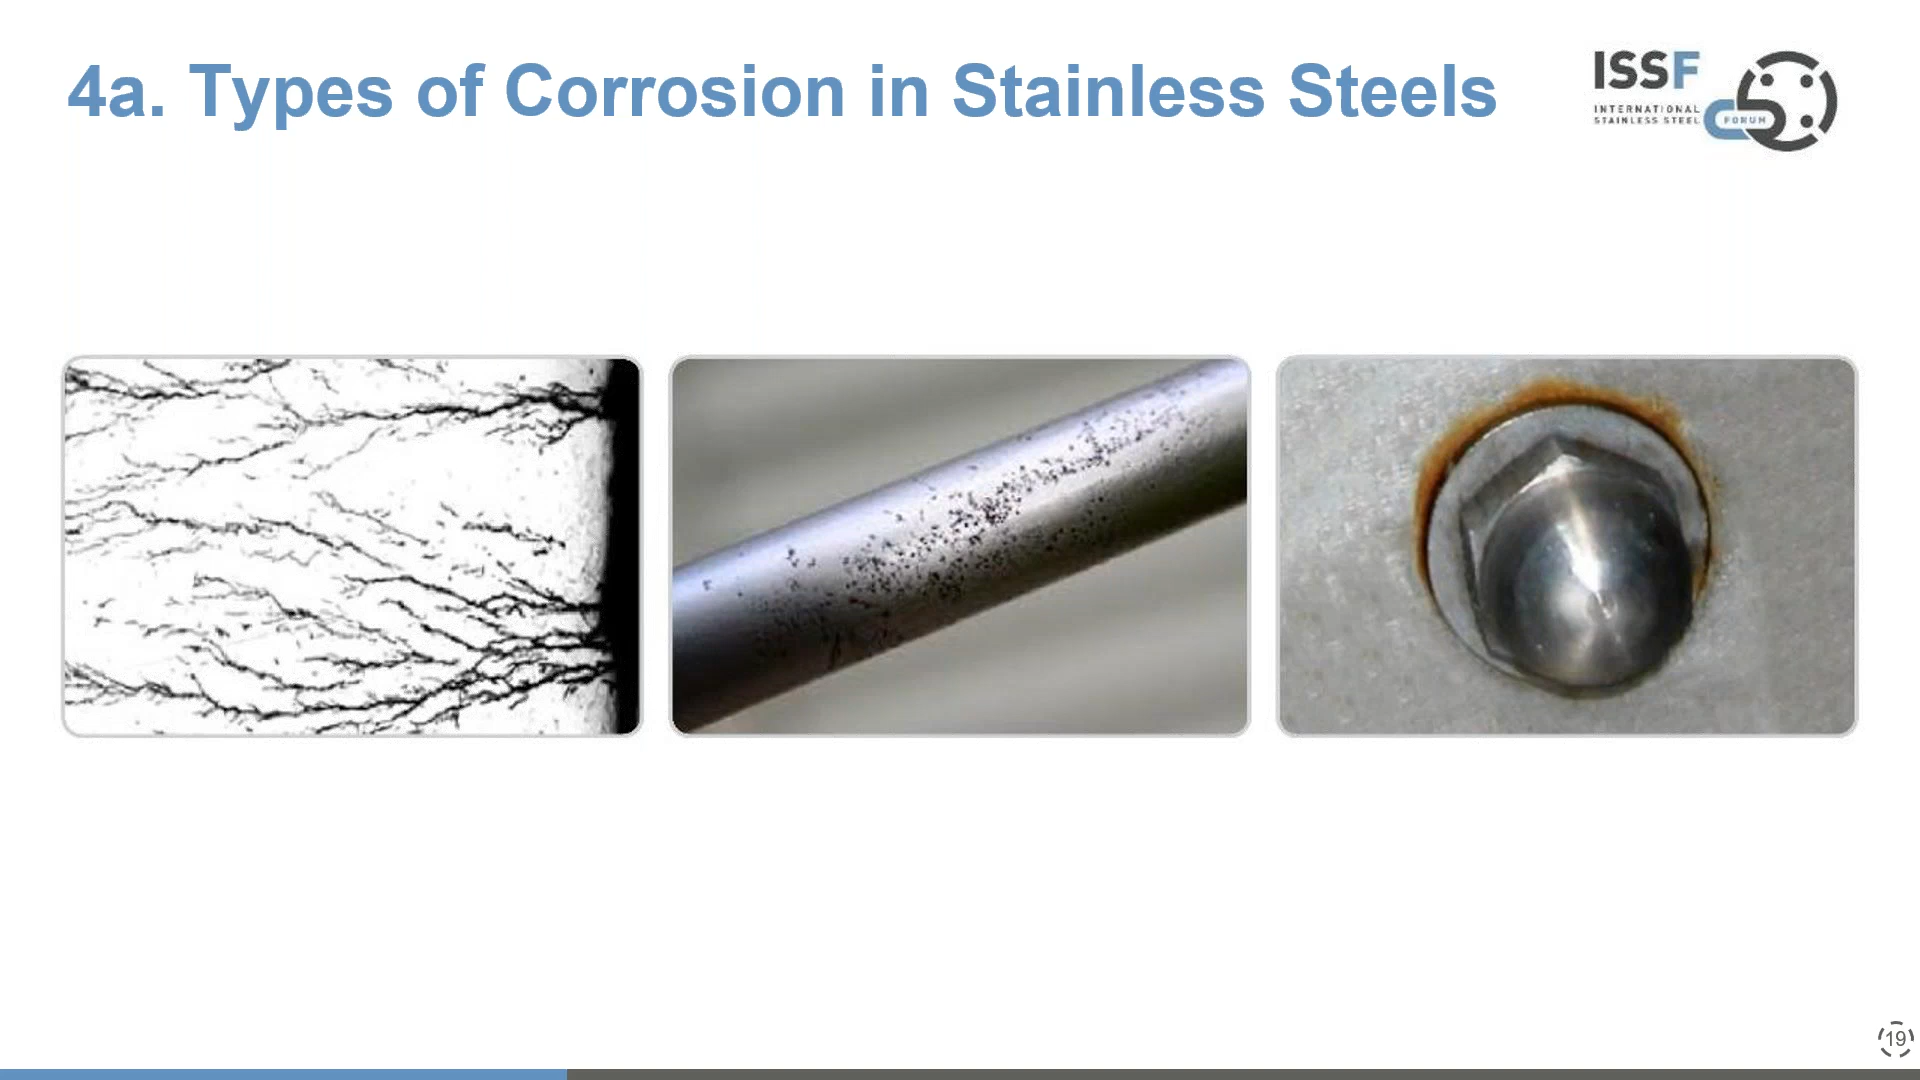 4a. Types of Corrosion in Stainless Steels
ISSF
INTERNATIONAL
STAINLESS STEEL FORUM
19